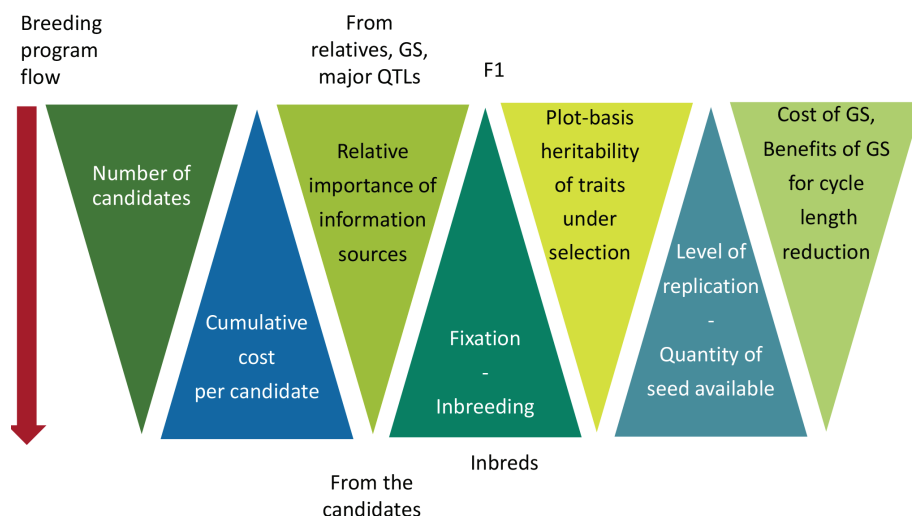 Breeding
program
flow
From
relatives, GS,
major QTLs
F1
Number of
candidates
Cumulative
cost
per candidate
Relative
importance of
information
sources
Fixation
-
Inbreeding
Plot-basis
heritability
of traits
under
selection
Level of
replication
-
Quantity of
seed available
Cost of GS,
Benefits of GS
for cycle
length
reduction
From the
candidates
Inbreds